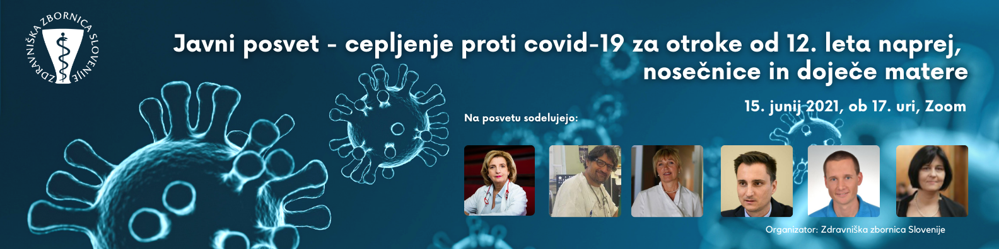 ZDRAVNIŠKA ZBORNICA SLOVENIJE
Javni posvet - cepljenje proti covid-19 za otroke od 12. leta naprej,
nosečnice in doječe matere
15. junij 2021, ob 17. uri, Zoom
Na posvetu sodelujejo:
Organizator: Zdravniška zbornica Slovenije